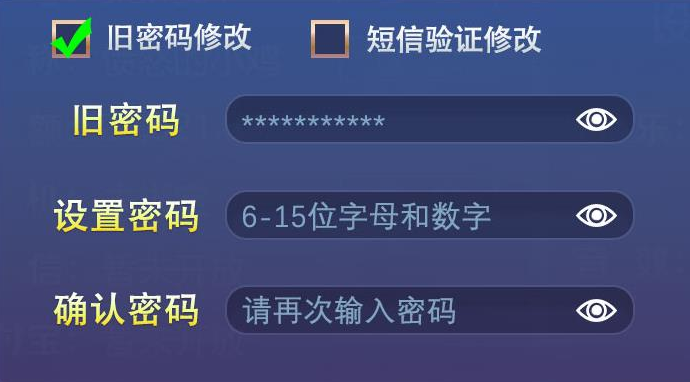 旧密码修改 短信验证修改
旧密码 ***********
设置密码 6-15位字母和数字
确认密码 请再次输入密码